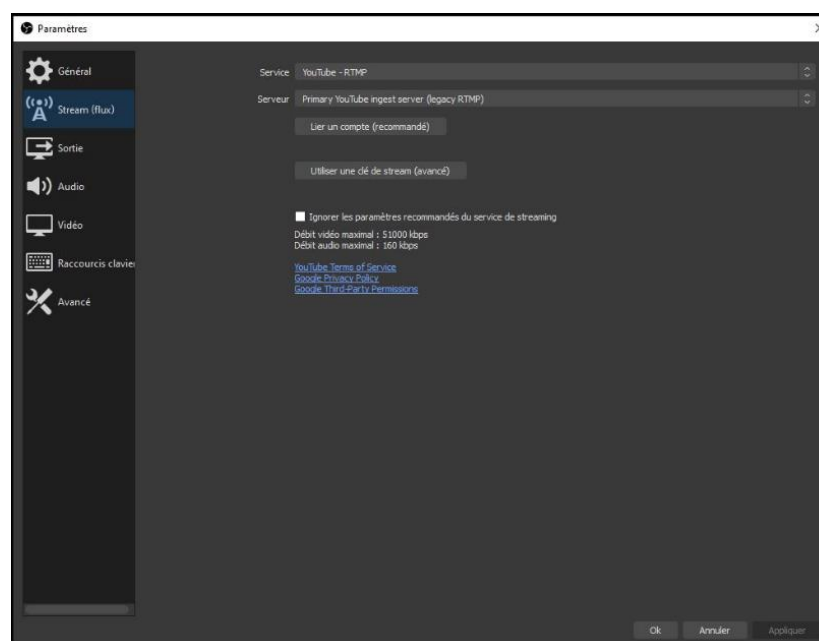 Paramètres
Général
Stream (flux)
Sortie
Audio
Vidéo
Raccourcis clavier
Avancé
Service YouTube - RTMP
Serveur Primary YouTube ingest server (legacy RTMP)
Lier un compte (recommandé)
Utiliser une clé de stream (avancé)
Ignorer les paramètres recommandés du service de streaming
Débit vidéo maximal : 51000 kbps
Débit audio maximal : 160 kbps
YouTube Terms of Service
Google Privacy Policy
Google Third-Party Permissions
Ok Annuler Appliquer